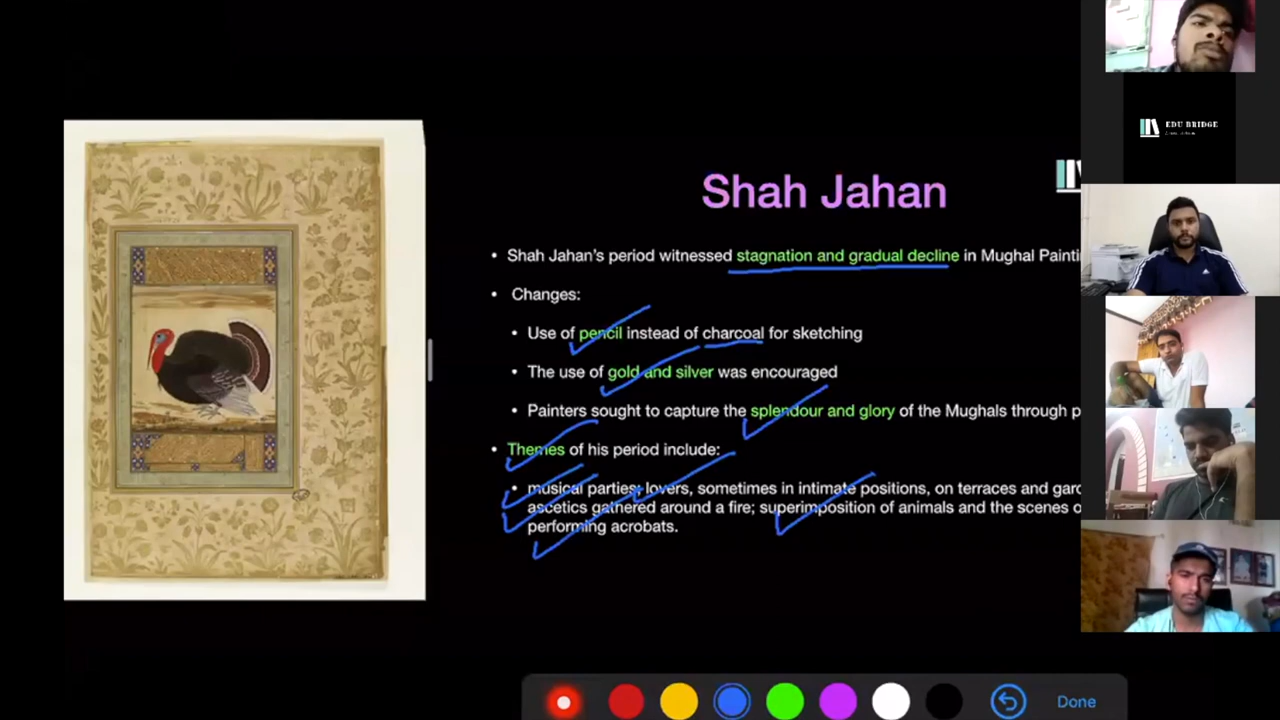 EDU BRIDGE
Shah Jahan
• Shah Jahan's period witnessed stagnation and gradual decline in Mughal Painti
• Changes:
• Use of pencil instead of charcoal for sketching
• The use of gold and silver was encouraged
• Painters sought to capture the splendour and glory of the Mughals through p
• Themes of his period include:
• musical parties; lovers, sometimes in intimate positions, on terraces and gard
ascetics gathered around a fire; superimposition of animals and the scenes o
performing acrobats.
Done